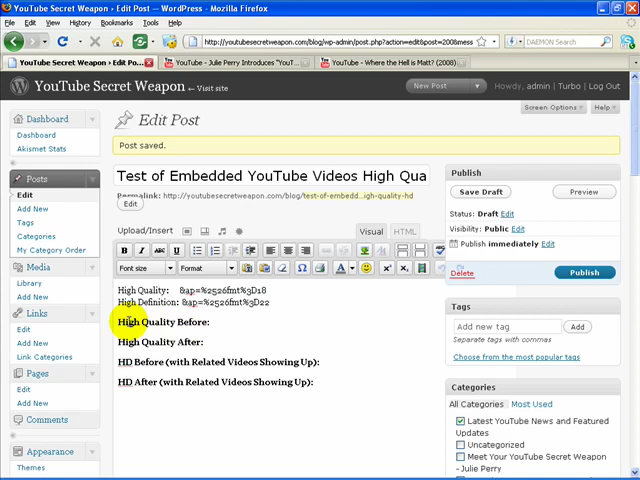 YouTube Secret Weapon › Edit Post — WordPress - Mozilla Firefox
File Edit View History Bookmarks Tools Help
http://youtubesecretweapon.com/blog/wp-admin/post.php?action=edit&post=2008&mess
DAEMON Search
YouTube Secret Weapon › Edit Post...
YouTube - Julie Perry Introduces "YouT...
YouTube - Where the Hell is Matt? (2008)
YouTube Secret Weapon ← Visit site
New Post
Howdy, admin | Turbo | Log Out
Screen Options
Help
Dashboard
Dashboard
Akismet Stats
Posts
Edit
Add New
Tags
Categories
My Category Order
Media
Library
Add New
Links
Edit
Add New
Link Categories
Pages
Edit
Add New
Comments
Appearance
Themes
Edit Post
Post saved.
Test of Embedded YouTube Videos High Qua
Permalink: http://youtubesecretweapon.com/blog/test-of-embedd...igh-quality-hd
Edit
Upload/Insert
Visual
HTML
B I U
Font size
Format
High Quality: &ap=%2526fmt%3D18
High Definition: &ap=%2526fmt%3D22
High Quality Before:
High Quality After:
HD Before (with Related Videos Showing Up):
HD After (with Related Videos Showing Up):
Publish
Save Draft
Preview
Status: Draft Edit
Visibility: Public Edit
Publish immediately Edit
Delete
Publish
Tags
Add new tag
Add
Separate tags with commas
Choose from the most popular tags
Categories
All Categories
Most Used
Latest YouTube News and Featured
Updates
Uncategorized
Meet Your YouTube Secret Weapon
- Julie Perry